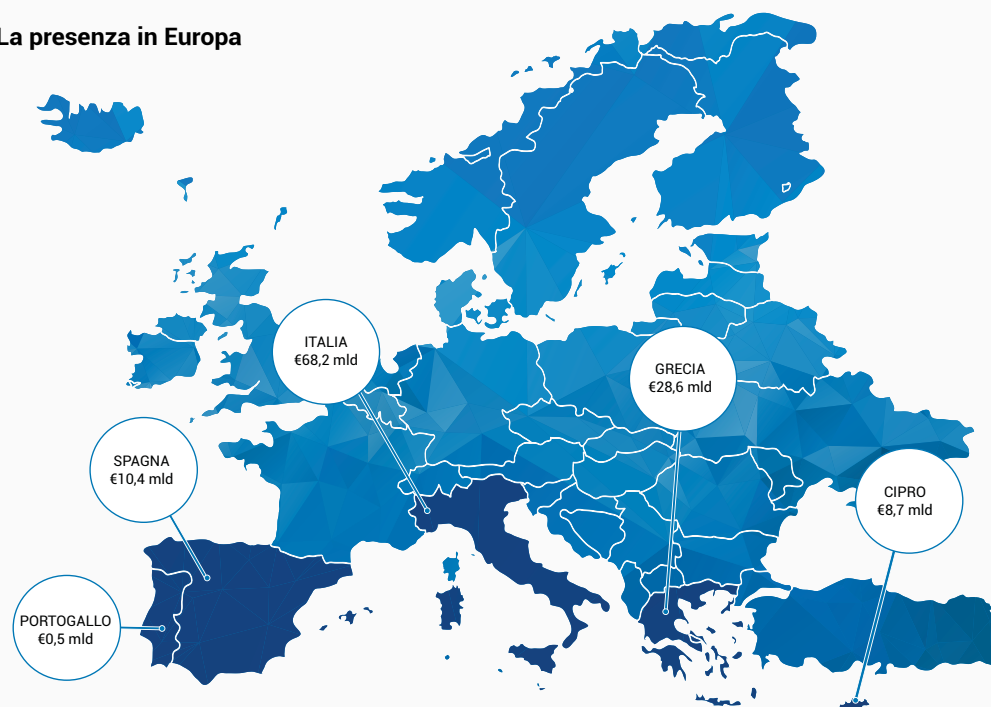 La presenza in Europa
ITALIA
€68,2 mld
GRECIA
€28,6 mld
SPAGNA
€10,4 mld
CIPRO
€8,7 mld
PORTOGALLO
€0,5 mld